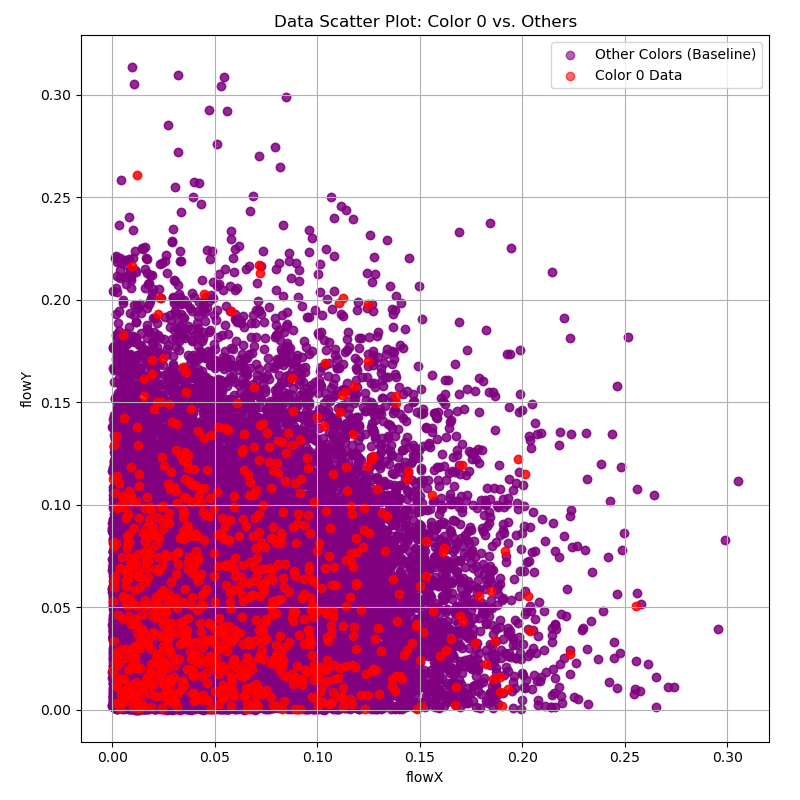 Data Scatter Plot: Color 0 vs. Others
Other Colors (Baseline)
Color 0 Data
flowY
0.30
0.25
0.20
0.15
0.10
0.05
0.00
0.00 0.05 0.10 0.15 0.20 0.25 0.30
flowX